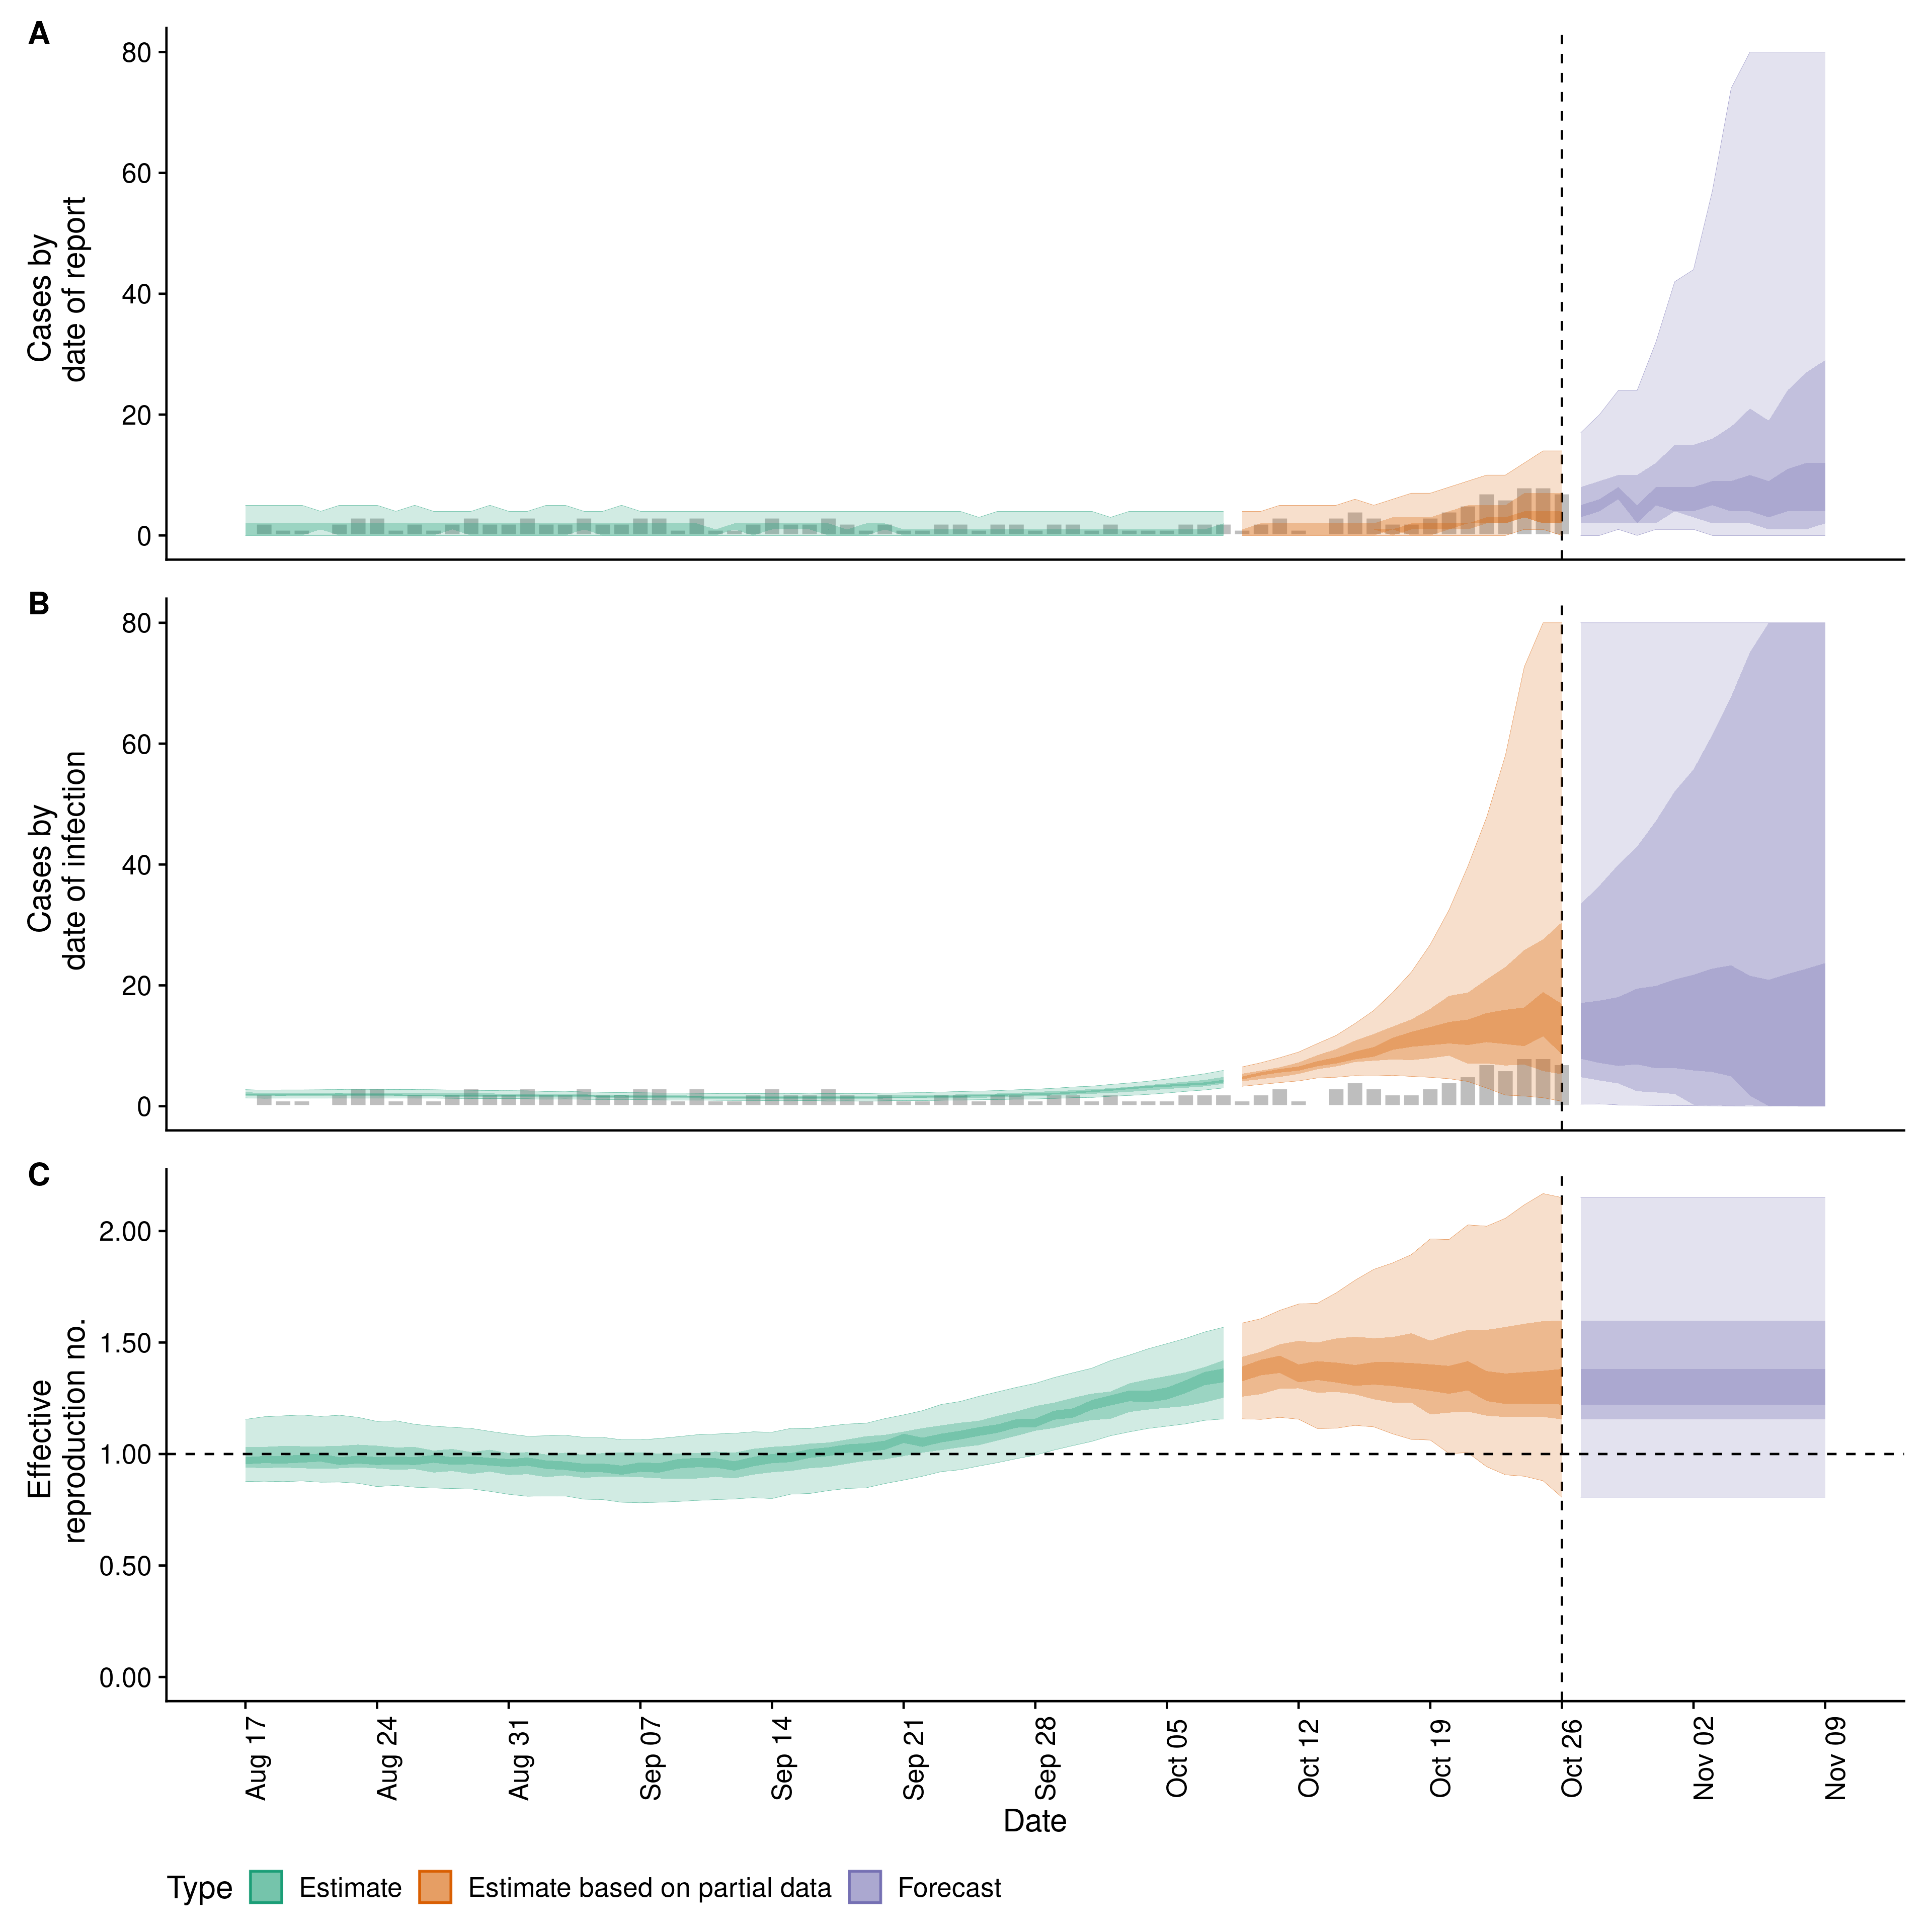 A
80
60
40
20
0
Cases by
date of report
B
80
60
40
20
0
Cases by
date of infection
C
2.00
1.50
1.00
0.50
0.00
Effective
reproduction no.
Aug 17
Aug 24
Aug 31
Sep 07
Sep 14
Sep 21
Sep 28
Oct 05
Oct 12
Oct 19
Oct 26
Nov 02
Nov 09
Date
Type Estimate Estimate based on partial data Forecast